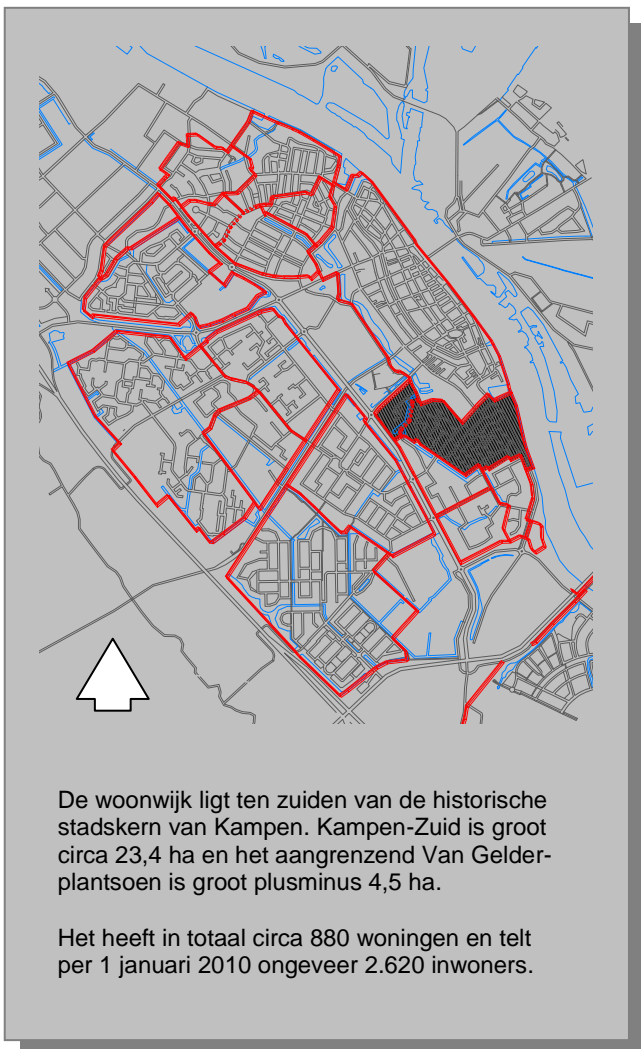 De woonwijk ligt ten zuiden van de historische
stadskern van Kampen. Kampen-Zuid is groot
circa 23,4 ha en het aangrenzend Van Gelder-
plantsoen is groot plusminus 4,5 ha.
Het heeft in totaal circa 880 woningen en telt
per 1 januari 2010 ongeveer 2.620 inwoners.